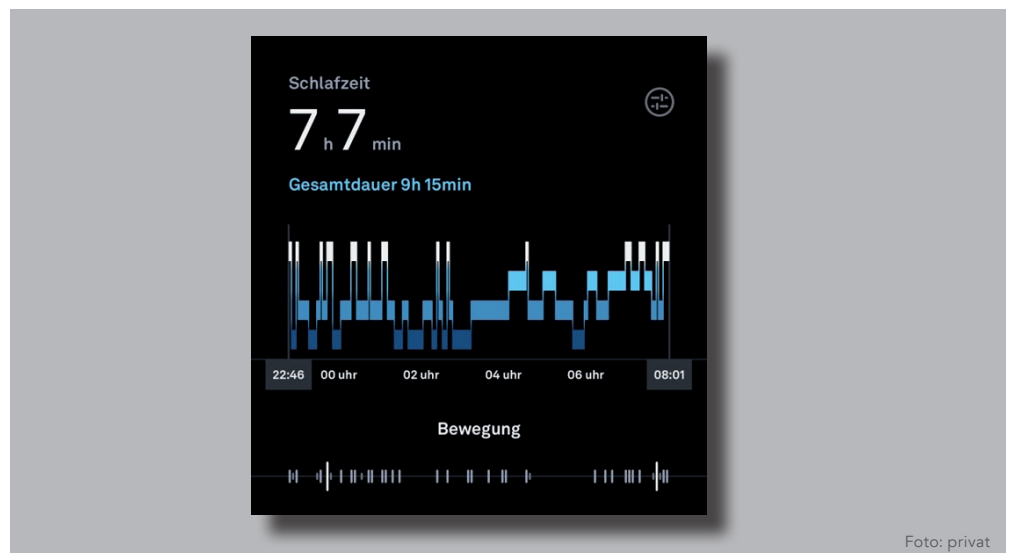 Schlafzeit
7 h 7 min
Gesamtdauer 9h 15min
22:46 00 uhr 02 uhr 04 uhr 06 uhr 08:01
Bewegung
Foto: privat